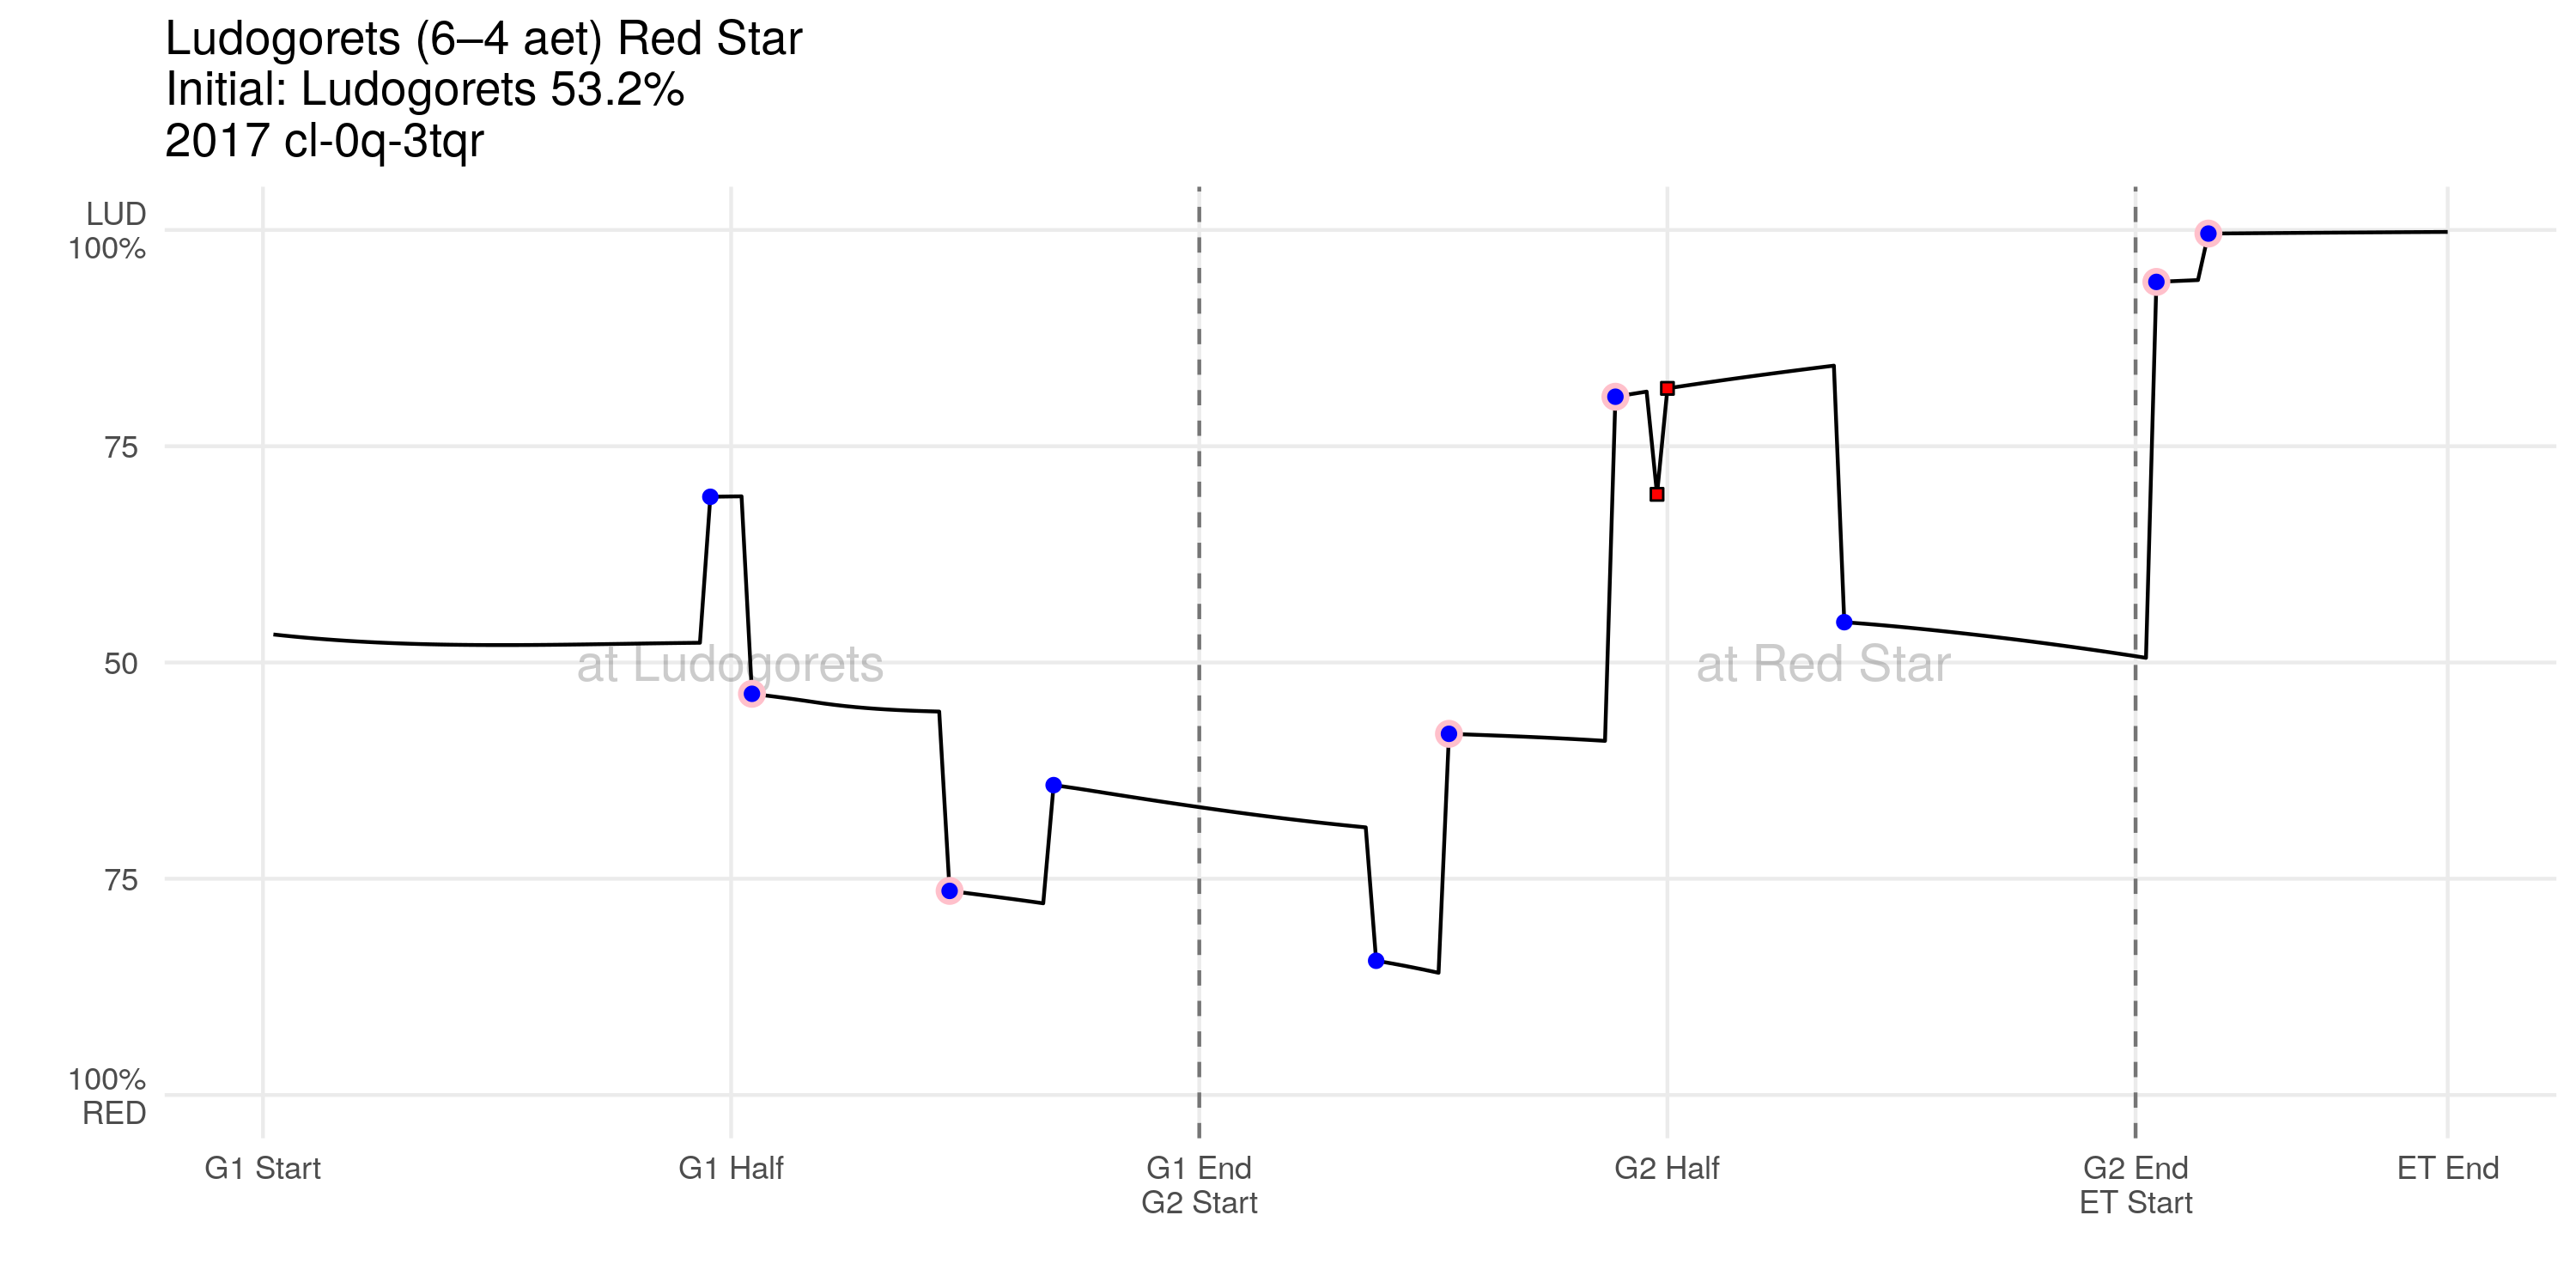 Ludogorets (6–4 aet) Red Star
Initial: Ludogorets 53.2%
2017 cl-0q-3tqr
LUD
100%
75
50
75
100%
RED
at Ludogorets
at Red Star
G1 Start
G1 Half
G1 End
G2 Start
G2 Half
G2 End
ET Start
ET End